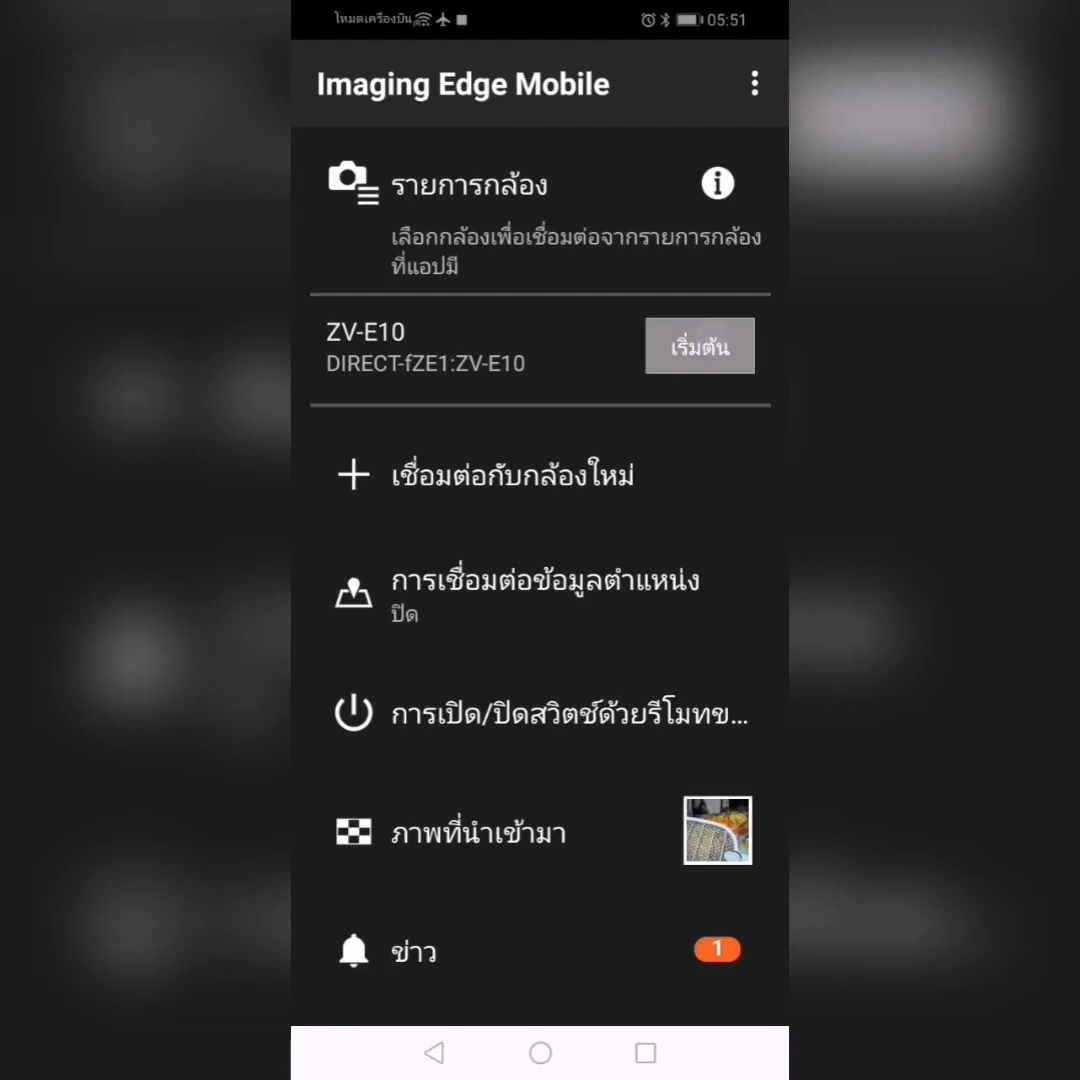 โหมดเครื่องบิน 05:51
Imaging Edge Mobile
รายการกล้อง
เลือกกล้องเพื่อเชื่อมต่อจากรายการกล้อง
ที่แอปมี
ZV-E10
DIRECT-fZE1:ZV-E10
เริ่มต้น
เชื่อมต่อกับกล้องใหม่
การเชื่อมต่อข้อมูลตำแหน่ง
ปิด
การเปิด/ปิดสวิตช์ด้วยรีโมทข...
ภาพที่นำเข้ามา
ข่าว 1